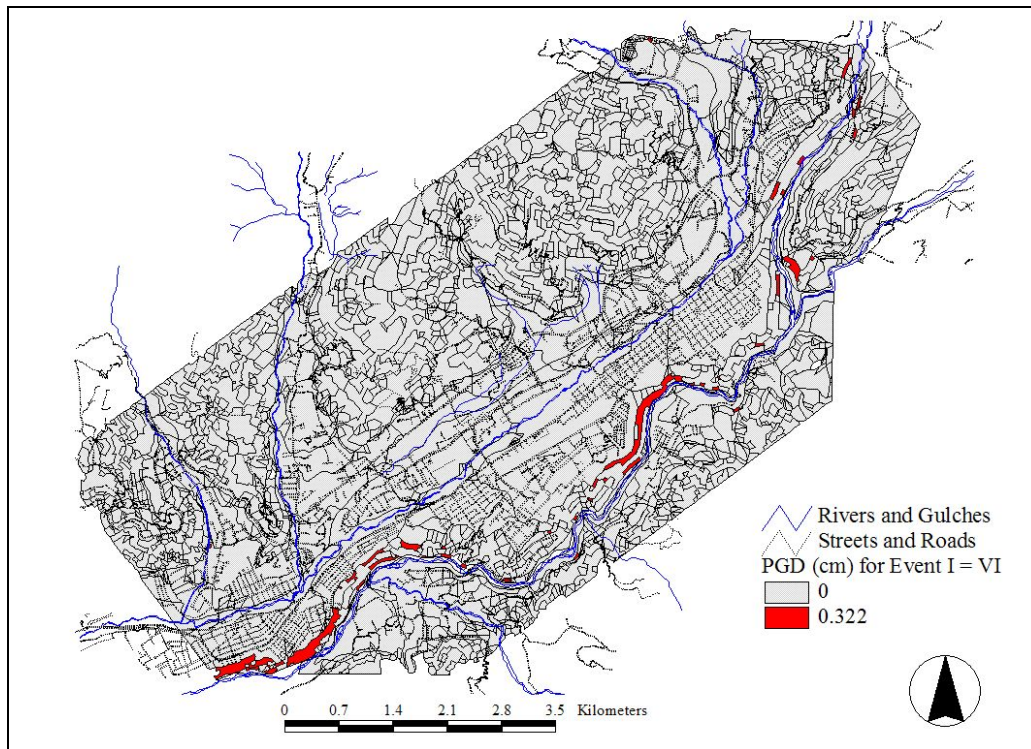 Rivers and Gulches
Streets and Roads
PGD (cm) for Event I = VI
0
0.322
0 0.7 1.4 2.1 2.8 3.5 Kilometers